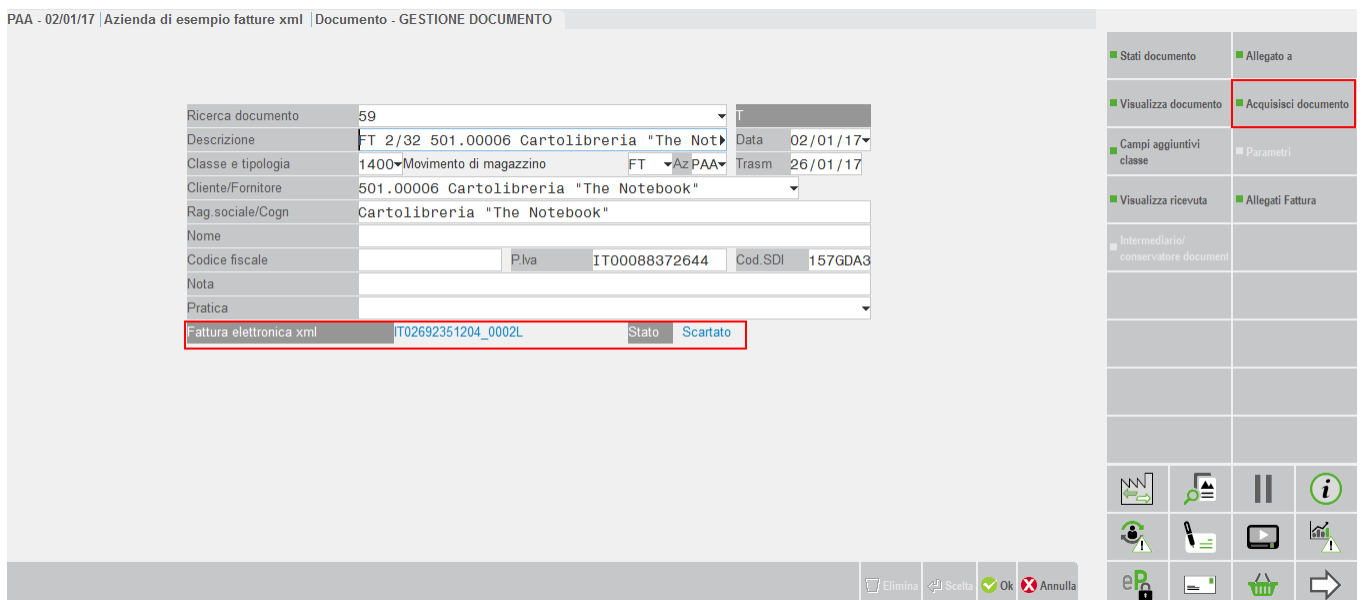 PAA - 02/01/17 |Azienda di esempio fatture xml |Documento - GESTIONE DOCUMENTO
Ricerca documento 59 T
Descrizione FT 2/32 501.00006 Cartolibreria "The Not Data 02/01/17
Classe e tipologia 1400 Movimento di magazzino FT Az PAA Trasm 26/01/17
Cliente/Fornitore 501.00006 Cartolibreria "The Notebook"
Rag.sociale/Cogn Cartolibreria "The Notebook"
Nome
Codice fiscale P.Iva IT00088372644 Cod.SDI 157GDA3
Nota
Pratica
Fattura elettronica xml IT02692351204_0002L Stato Scartato
Stati documento Allegato a
Visualizza documento Acquisisci documento
Campi aggiuntivi
classe
Parametri
Visualizza ricevuta Allegati Fattura
Intermediario/
conservatore document
Elimina Scelta Ok Annulla